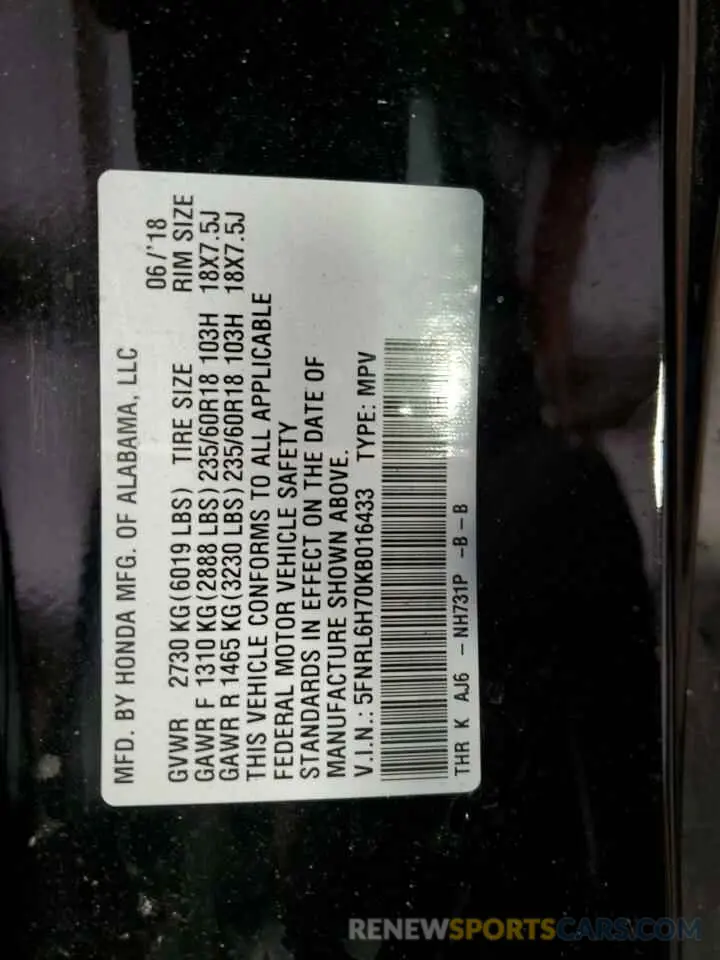 MFD. BY HONDA MFG. OF ALABAMA, LLC 06/'18
GVWR 2730 KG(6019 LBS) TIRE SIZE RIM SIZE
GAWR F 1310 KG(2888 LBS)235/60R18 103H 18X7.5J
GAWR R 1465 KG(3230 LBS)235/60R18 103H 18X7.5J
THIS VEHICLE CONFORMS TO ALL APPLICABLE
FEDERAL MOTOR VEHICLE SAFETY
STANDARDS IN EFFECT ON THE DATE OF
MANUFACTURE SHOWN ABOVE.
V.I.N.: 5FNRL6H70KB016433 TYPE: MPV
THR K AJ6 -NH731P -B-B
RENEWSPORTSCARS.COM